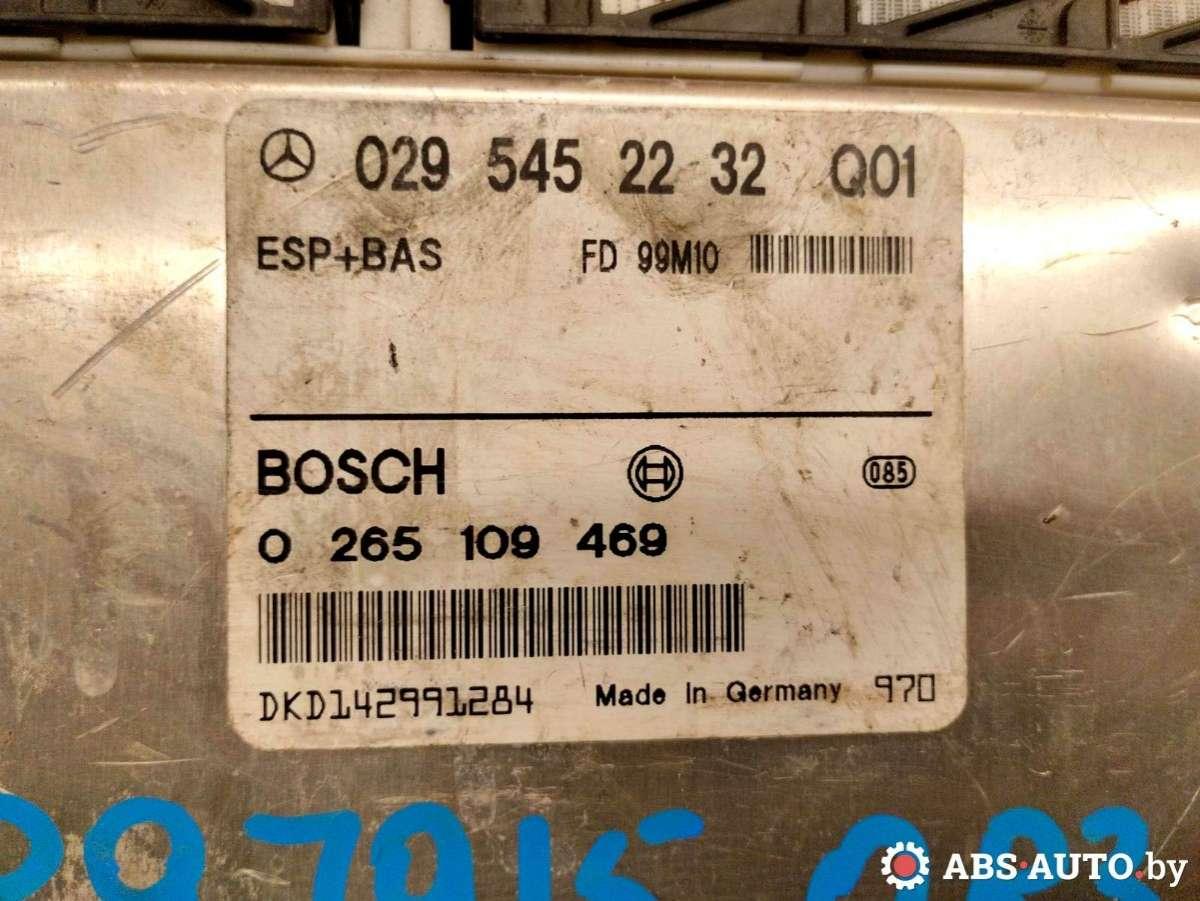 029 545 22 32 Q01
ESP+BAS FD 99M10
BOSCH 085
0 265 109 469
DKD142991284 Made In Germany 970
ABS-AUTO.by